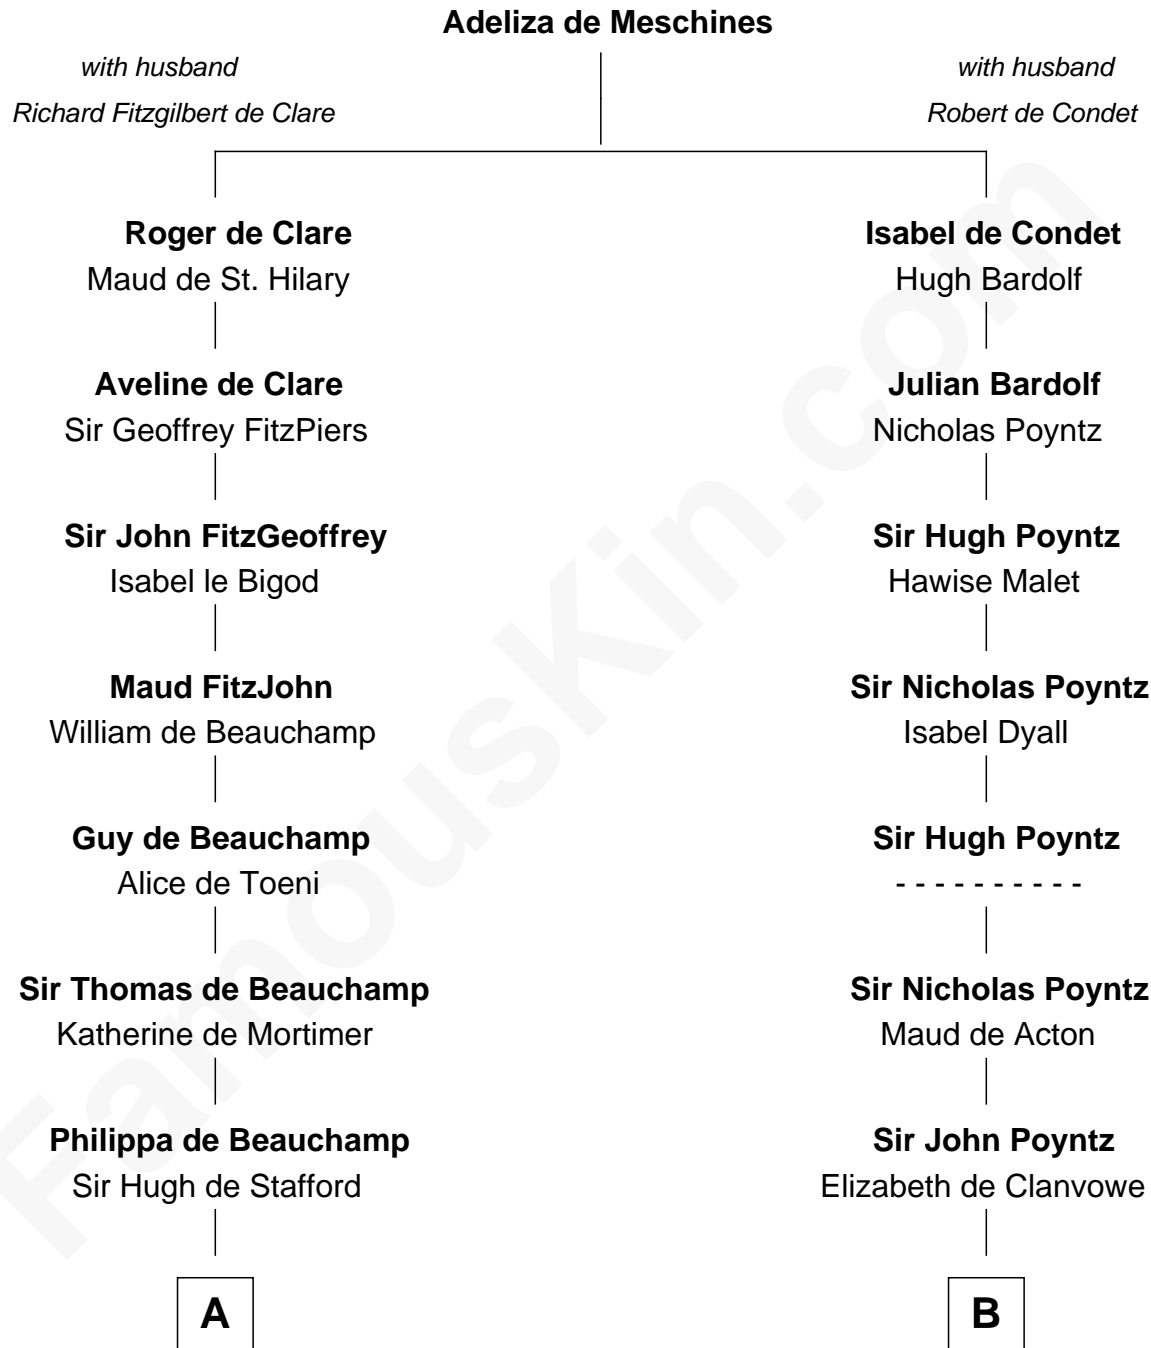 Adeliza de Meschines
with husband
Richard Fitzgilbert de Clare
with husband
Robert de Condet
Roger de Clare
Maud de St. Hilary
Isabel de Condet
Hugh Bardolf
Aveline de Clare
Sir Geoffrey FitzPiers
Julian Bardolf
Nicholas Poyntz
Sir John FitzGeoffrey
Isabel le Bigod
Sir Hugh Poyntz
Hawise Malet
Maud FitzJohn
William de Beauchamp
Sir Nicholas Poyntz
Isabel Dyall
Guy de Beauchamp
Alice de Toeni
Sir Hugh Poyntz
- - - - - - - - - -
Sir Thomas de Beauchamp
Katherine de Mortimer
Sir Nicholas Poyntz
Maud de Acton
Philippa de Beauchamp
Sir Hugh de Stafford
Sir John Poyntz
Elizabeth de Clanvowe
A
B
FamousKin.com